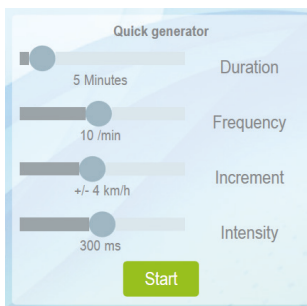 Quick generator
Duration
5 Minutes
Frequency
10 /min
Increment
+/- 4 km/h
Intensity
300 ms
Start